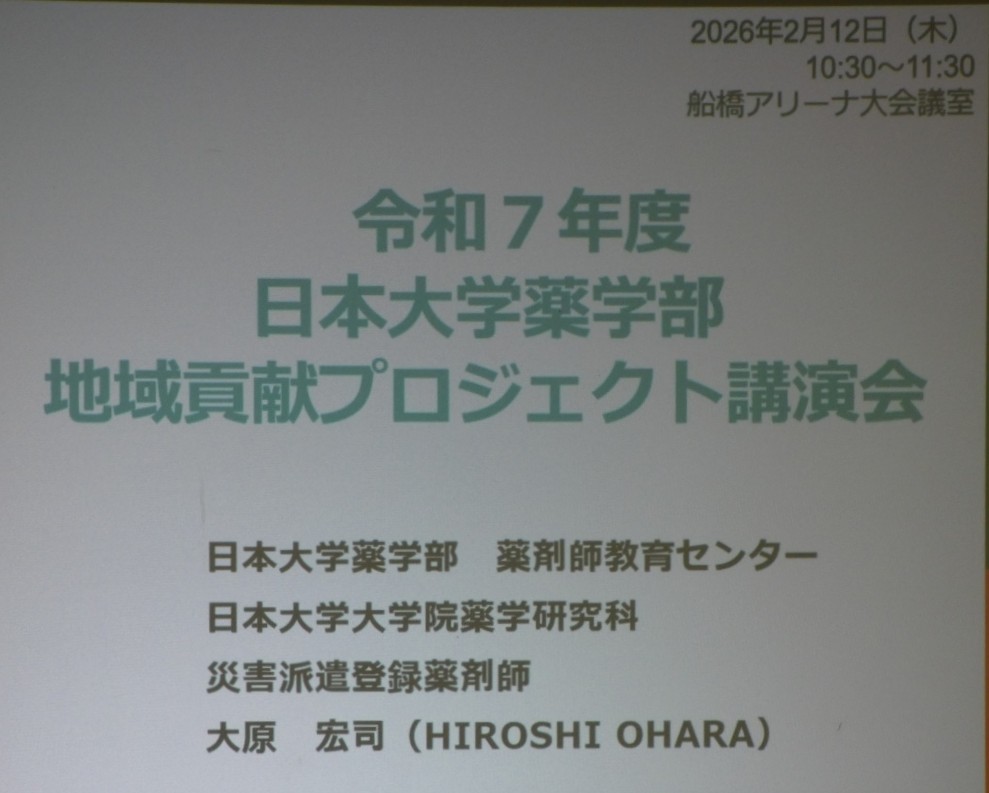 2026年2月12日（木）
10:30～11:30
船橋アリーナ大会議室
令和７年度
日本大学薬学部
地域貢献プロジェクト講演会
日本大学薬学部　薬剤師教育センター
日本大学大学院薬学研究科
災害派遣登録薬剤師
大原　宏司（HIROSHI OHARA）